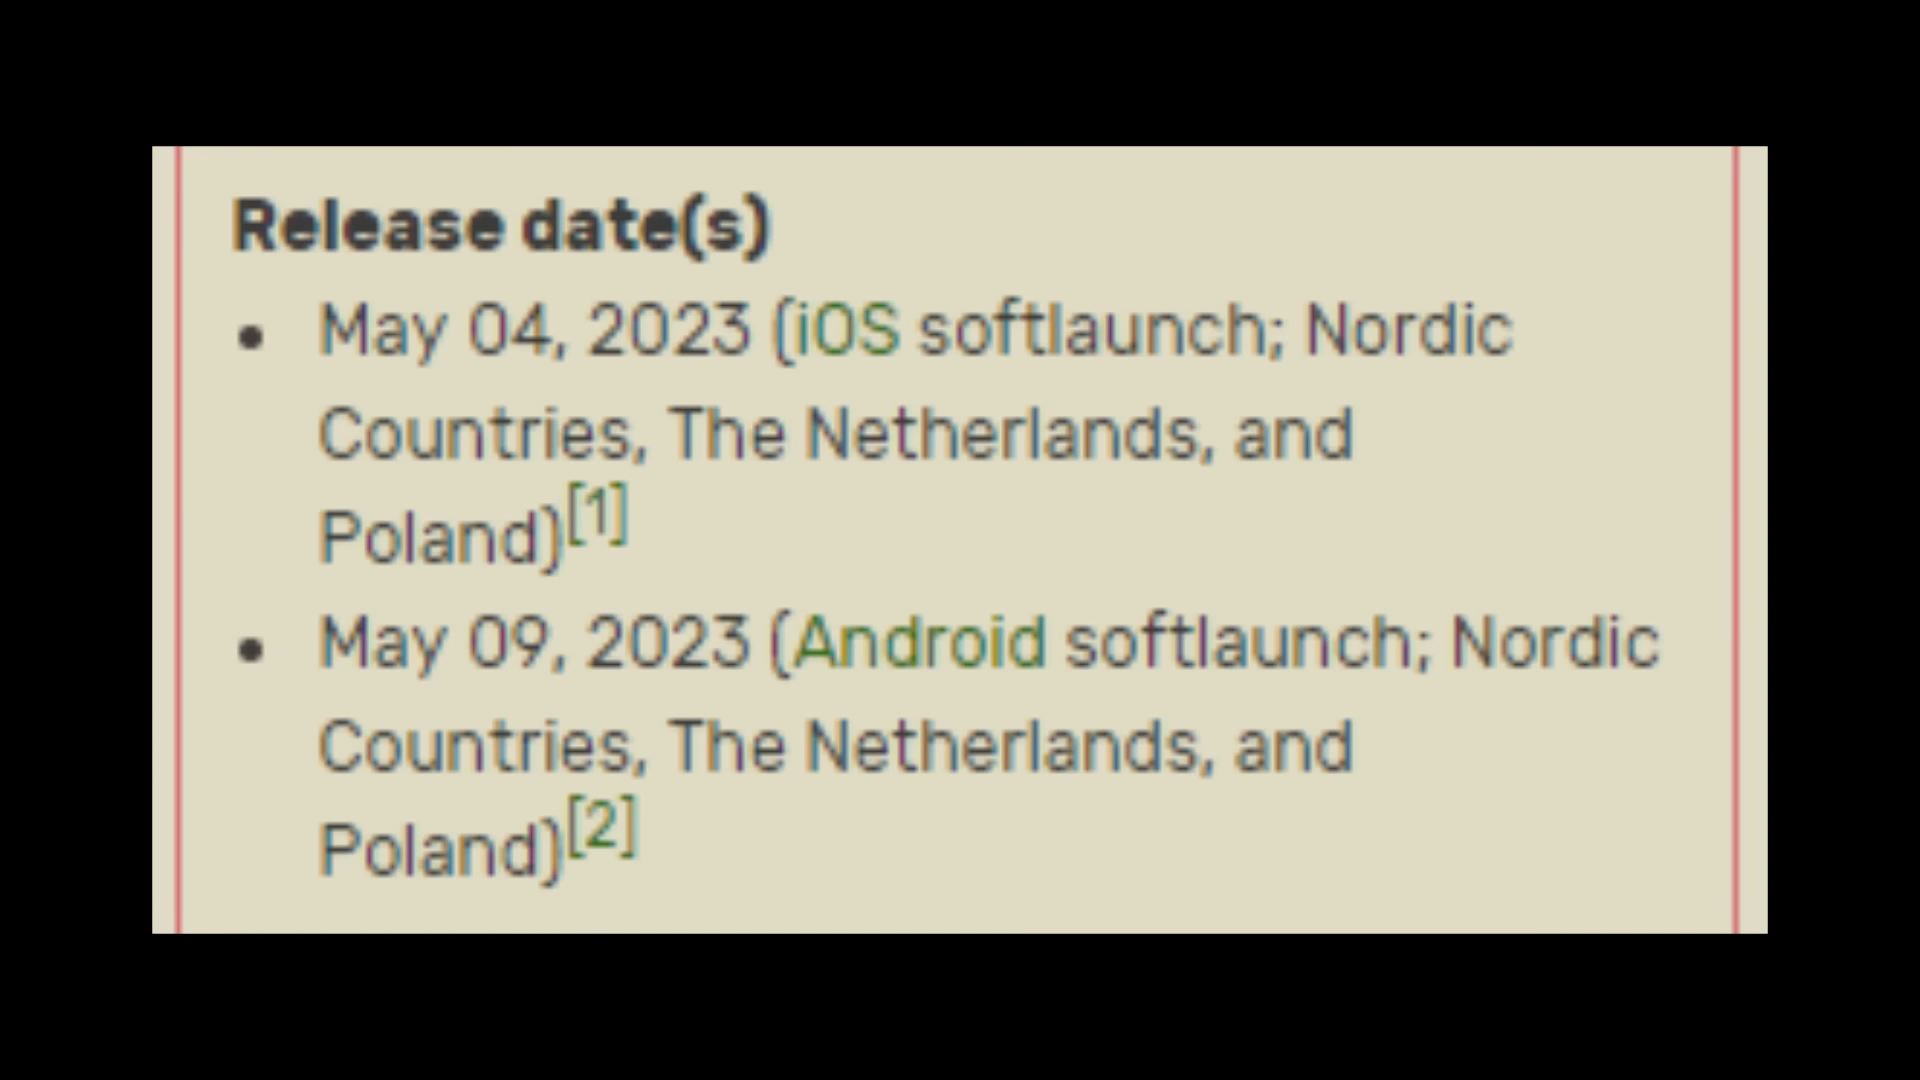 Release date(s)
• May 04, 2023 (iOS softlaunch; Nordic
Countries, The Netherlands, and
Poland)[1]
• May 09, 2023 (Android softlaunch; Nordic
Countries, The Netherlands, and
Poland)[2]